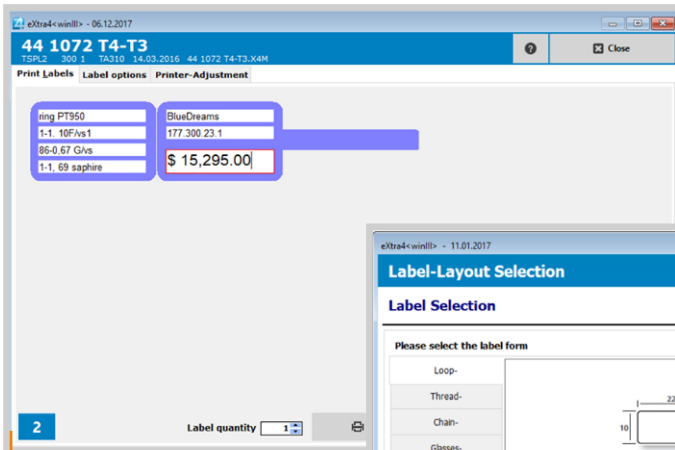 eXtra4<winIII> - 06.12.2017
44 1072 T4-T3
TSPL2 300 1 TA310 14.03.2016 44 1072 T4-T3.X4M
Close
Print Labels Label options Printer-Adjustment
ring PT950
1-1. 10F/vs1
86-0,67 G/vs
1-1, 69 saphire
BlueDreams
177.300.23.1
$ 15,295.00
2
Label quantity 1
eXtra4<winIII> - 11.01.2017
Label-Layout Selection
Label Selection
Please select the label form
Loop-
Thread-
Chain-
Glasses-
22
10